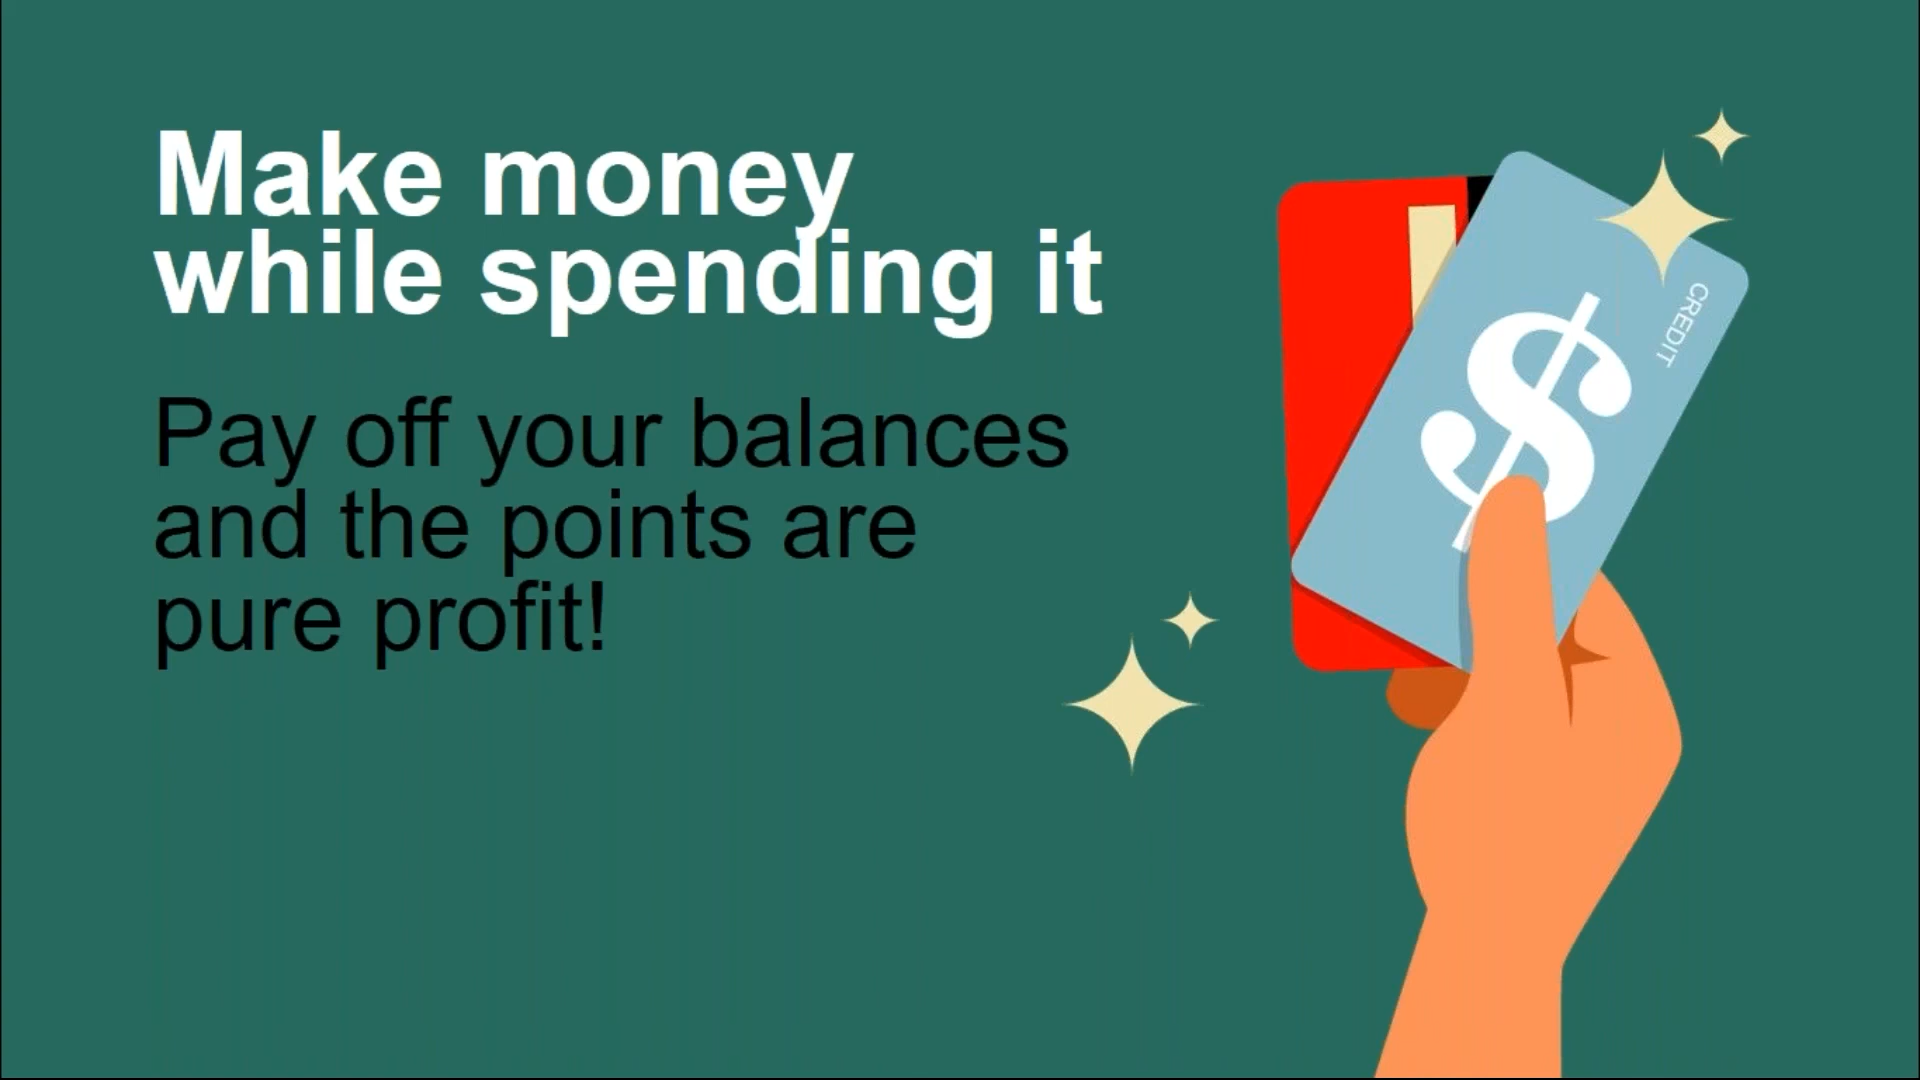 Make money
while spending it
Pay off your balances
and the points are
pure profit!
$
CREDIT